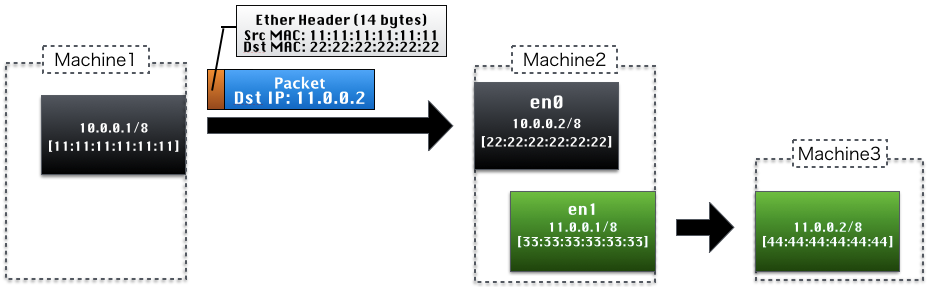 Ether Header (14 bytes)
Src MAC: 11:11:11:11:11:11
Dst MAC: 22:22:22:22:22:22
Machine1
Packet
Dst IP: 11.0.0.2
10.0.0.1/8
[11:11:11:11:11:11]
Machine2
en0
10.0.0.2/8
[22:22:22:22:22:22]
en1
11.0.0.1/8
[33:33:33:33:33:33]
Machine3
11.0.0.2/8
[44:44:44:44:44:44]